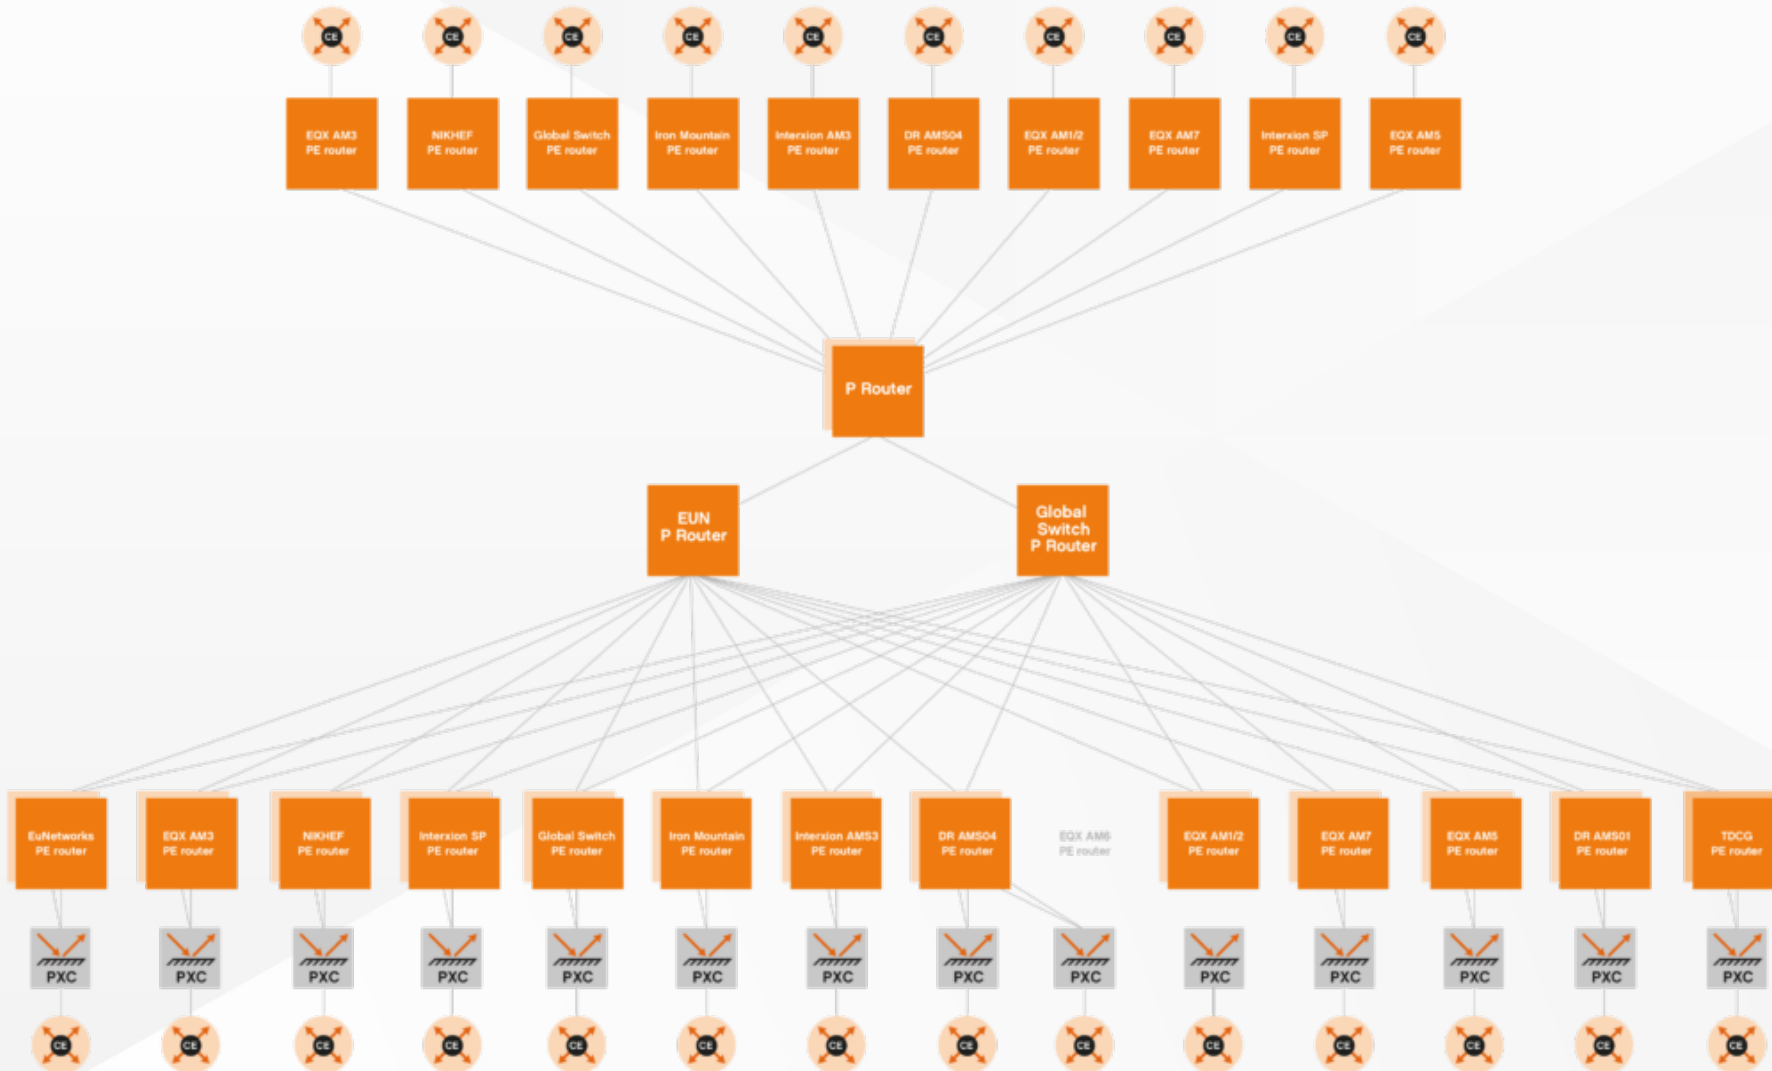 CE CE CE CE CE CE CE CE CE CE
EQX AM3
PE router
NIKHEF
PE router
Global Switch
PE router
Iron Mountain
PE router
Interxion AM3
PE router
DR AMS04
PE router
EQX AM1/2
PE router
EQX AM7
PE router
Interxion SP
PE router
EQX AM5
PE router
P Router
EUN
P Router
Global
Switch
P Router
EuNetworks
PE router
EQX AM3
PE router
NIKHEF
PE router
Interxion SP
PE router
Global Switch
PE router
Iron Mountain
PE router
Interxion AMS3
PE router
DR AMS04
PE router
EQX AM6
PE router
EQX AM1/2
PE router
EQX AM7
PE router
EQX AM5
PE router
DR AMS01
PE router
TDCG
PE router
PXC PXC PXC PXC PXC PXC PXC PXC PXC PXC PXC PXC PXC PXC
CE CE CE CE CE CE CE CE CE CE CE CE CE CE